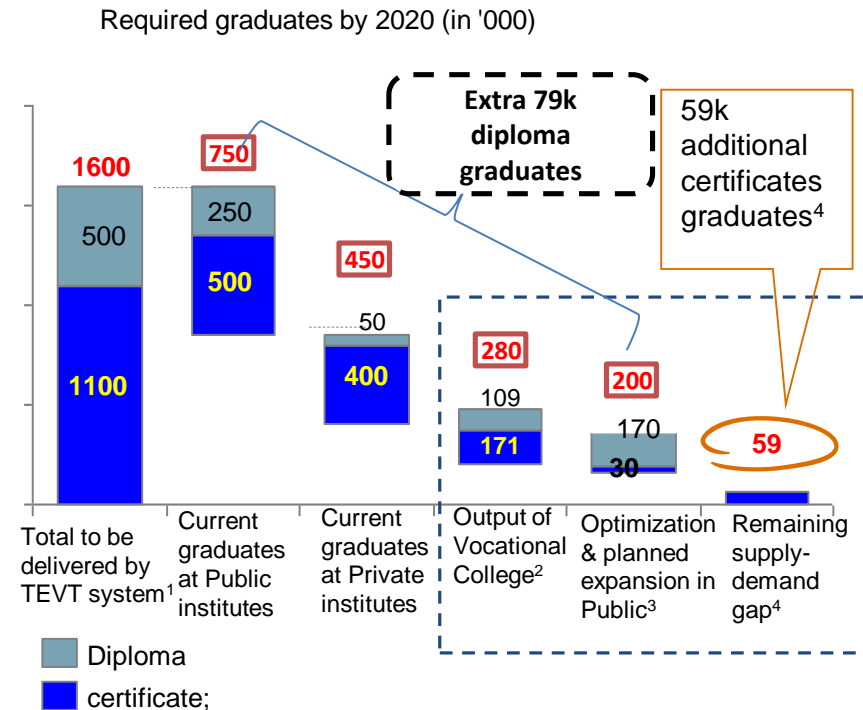 Required graduates by 2020 (in '000)
Extra 79k
diploma
graduates
59k
additional
certificates
graduates4
1600
750
450
280
200
59
500
1100
250
500
50
400
109
171
170
30
Total to be
delivered by
TEVT system1
Current
graduates
at Public
institutes
Current
graduates
at Private
institutes
Output of
Vocational
College2
Optimization
& planned
expansion in
Public3
Remaining
supply-
demand
gap4
Diploma
certificate;